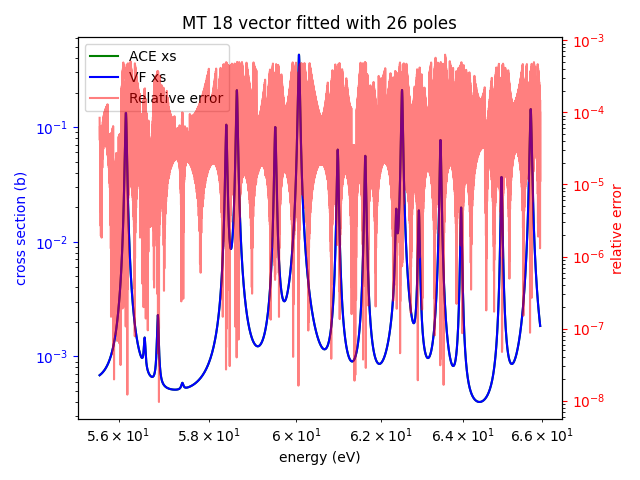 MT 18 vector fitted with 26 poles
ACE xs
VF xs
Relative error
cross section (b)
10⁻¹
10⁻²
10⁻³
10⁻³
10⁻⁴
10⁻⁵
10⁻⁶
10⁻⁷
10⁻⁸
relative error
5.6 × 10¹ 5.8 × 10¹ 6 × 10¹ 6.2 × 10¹ 6.4 × 10¹ 6.6 × 10¹
energy (eV)